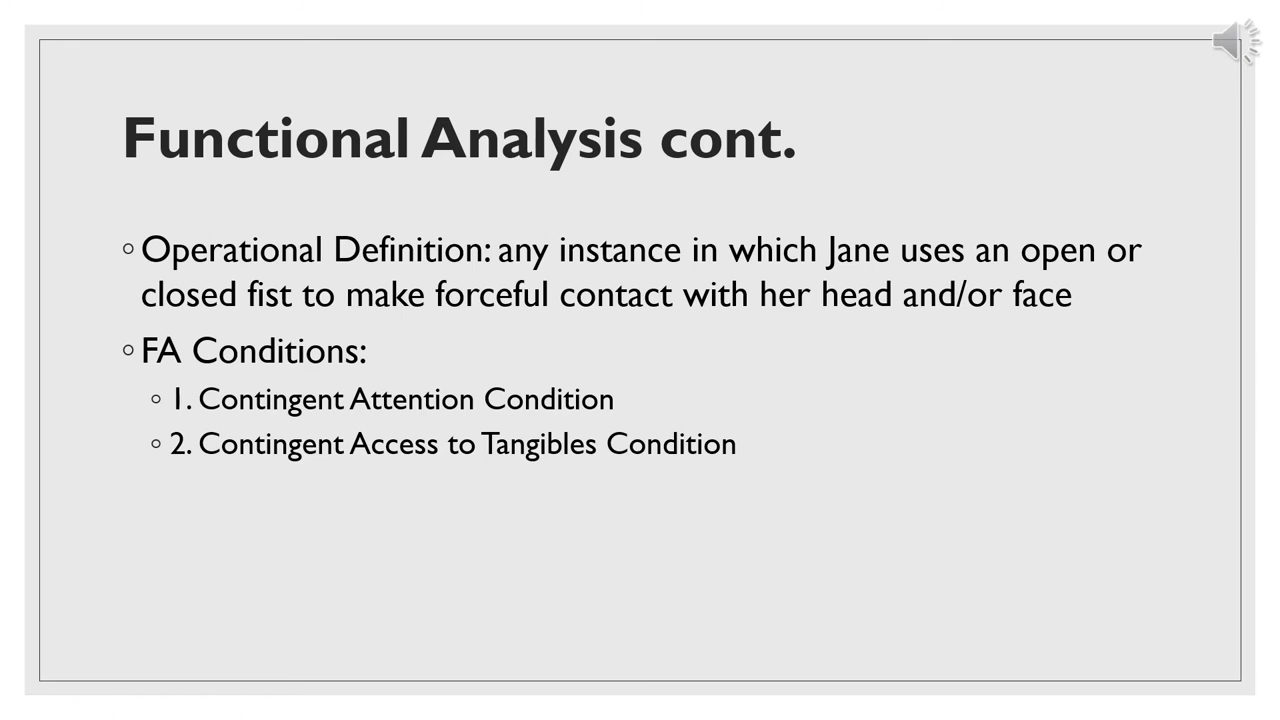 Functional Analysis cont.
◦ Operational Definition: any instance in which Jane uses an open or
closed fist to make forceful contact with her head and/or face
◦ FA Conditions:
◦ 1. Contingent Attention Condition
◦ 2. Contingent Access to Tangibles Condition